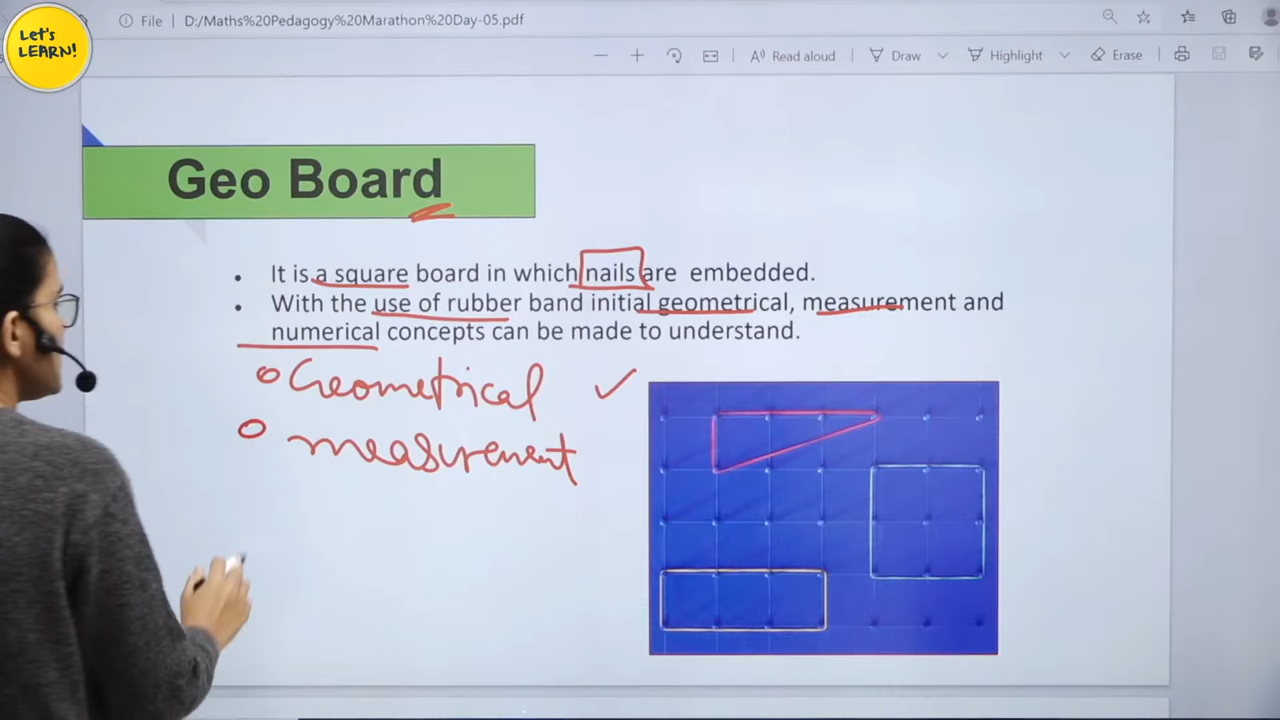 Let's
LEARN!
File D:/Maths%20Pedagogy%20Marathon%20Day-05.pdf
Read aloud Draw Highlight Erase
Geo Board
• It is a square board in which nails are embedded.
• With the use of rubber band initial geometrical, measurement and
numerical concepts can be made to understand.
Geometrical ✓
measurement